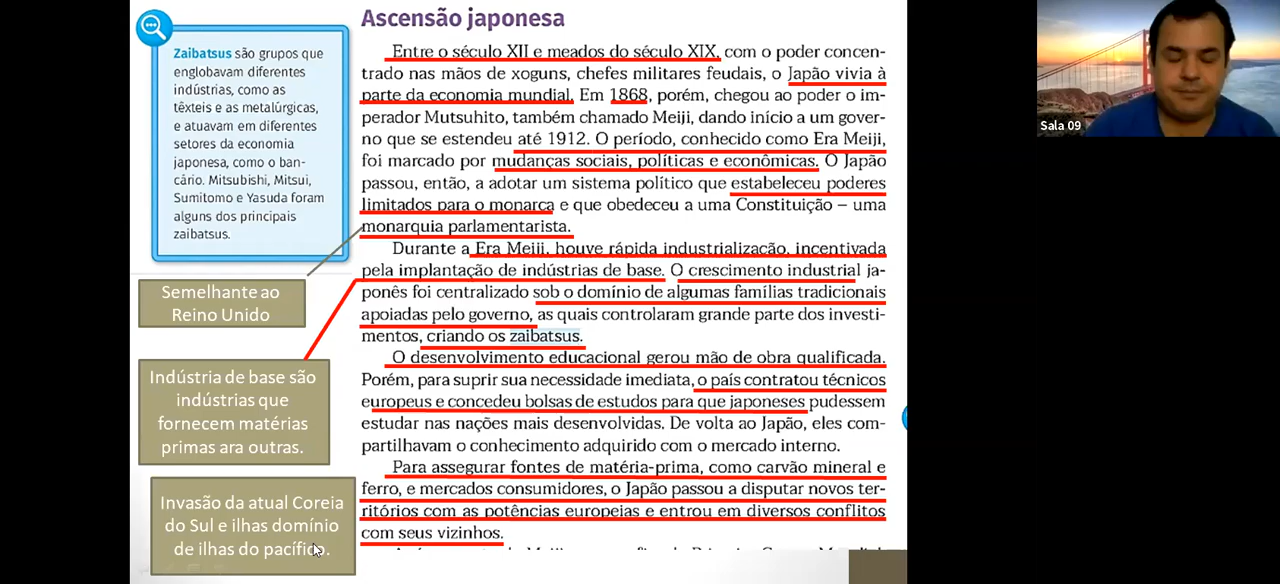 Ascensão japonesa
Zaibatsus são grupos que
englobavam diferentes
indústrias, como as
têxteis e as metalúrgicas,
e atuavam em diferentes
setores da economia
japonesa, como o ban-
cário. Mitsubishi, Mitsui,
Sumitomo e Yasuda foram
alguns dos principais
zaibatsus.
Entre o século XII e meados do século XIX, com o poder concen-
trado nas mãos de xoguns, chefes militares feudais, o Japão vivia à
parte da economia mundial. Em 1868, porém, chegou ao poder o im-
perador Mutsuhito, também chamado Meiji, dando início a um gover-
no que se estendeu até 1912. O período, conhecido como Era Meiji,
foi marcado por mudanças sociais, políticas e econômicas. O Japão
passou, então, a adotar um sistema político que estabeleceu poderes
limitados para o monarca e que obedeceu a uma Constituição – uma
monarquia parlamentarista.
Durante a Era Meiji, houve rápida industrialização, incentivada
pela implantação de indústrias de base. O crescimento industrial ja-
ponês foi centralizado sob o domínio de algumas famílias tradicionais
apoiadas pelo governo, as quais controlaram grande parte dos investi-
mentos, criando os zaibatsus.
O desenvolvimento educacional gerou mão de obra qualificada.
Porém, para suprir sua necessidade imediata, o país contratou técnicos
europeus e concedeu bolsas de estudos para que japoneses pudessem
estudar nas nações mais desenvolvidas. De volta ao Japão, eles com-
partilhavam o conhecimento adquirido com o mercado interno.
Para assegurar fontes de matéria-prima, como carvão mineral e
ferro, e mercados consumidores, o Japão passou a disputar novos ter-
ritórios com as potências europeias e entrou em diversos conflitos
com seus vizinhos.
Semelhante ao
Reino Unido
Indústria de base são
indústrias que
fornecem matérias
primas ara outras.
Invasão da atual Coreia
do Sul e ilhas domínio
de ilhas do pacífico.
Sala 09